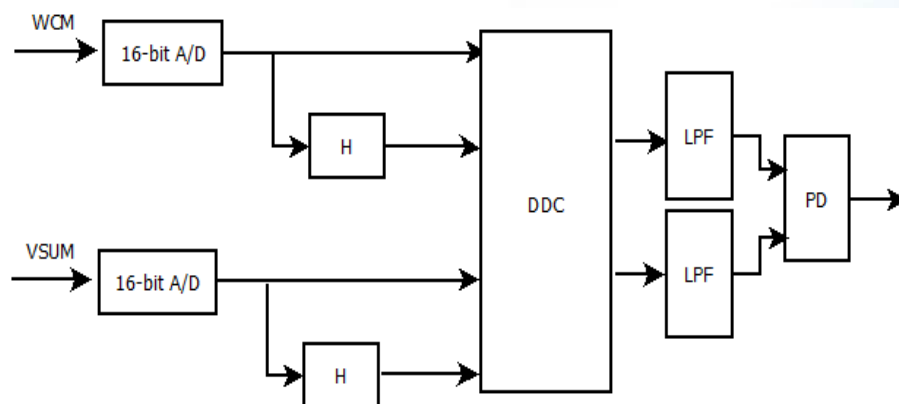 WCM
16-bit A/D
H
LPF
DDC
PD
VSUM
16-bit A/D
LPF
H